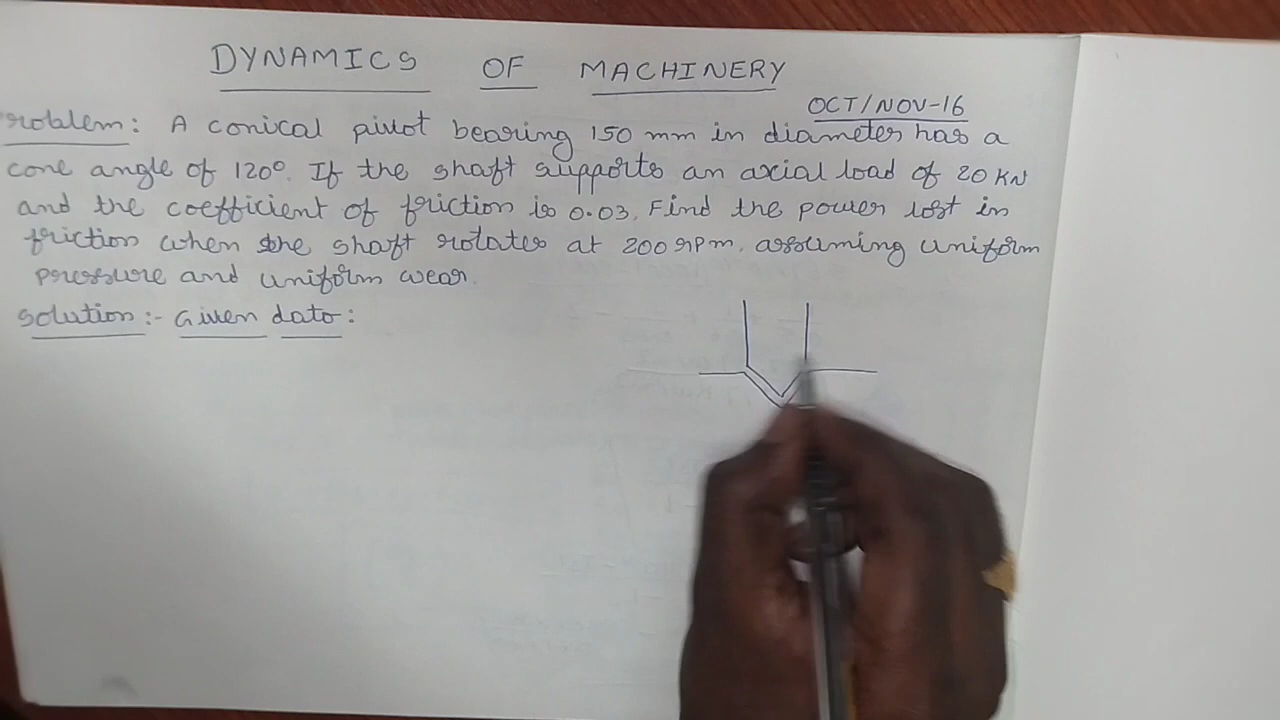 DYNAMICS OF MACHINERY
OCT/NOV-16
roblem: A conical pivot bearing 150 mm in diameter has a
cone angle of 120°. If the shaft supports an axial load of 20 KN
and the coefficient of friction is 0.03. Find the power lost in
friction when the shaft rotates at 200 rpm. assuming uniform
pressure and uniform wear.
Solution:- Given data: